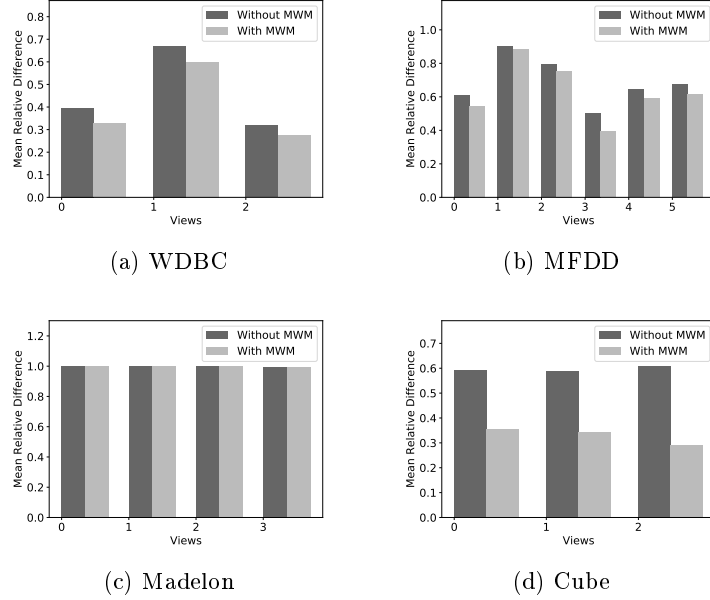 0.8
0.7
0.6
0.5
0.4
0.3
0.2
0.1
0.0
Mean Relative Difference
0 1 2
Views
Without MWM
With MWM
(a) WDBC
1.0
0.8
0.6
0.4
0.2
0.0
Mean Relative Difference
0 1 2 3 4 5
Views
Without MWM
With MWM
(b) MFDD
1.2
1.0
0.8
0.6
0.4
0.2
0.0
Mean Relative Difference
0 1 2 3
Views
Without MWM
With MWM
(c) Madelon
0.7
0.6
0.5
0.4
0.3
0.2
0.1
0.0
Mean Relative Difference
0 1 2
Views
Without MWM
With MWM
(d) Cube